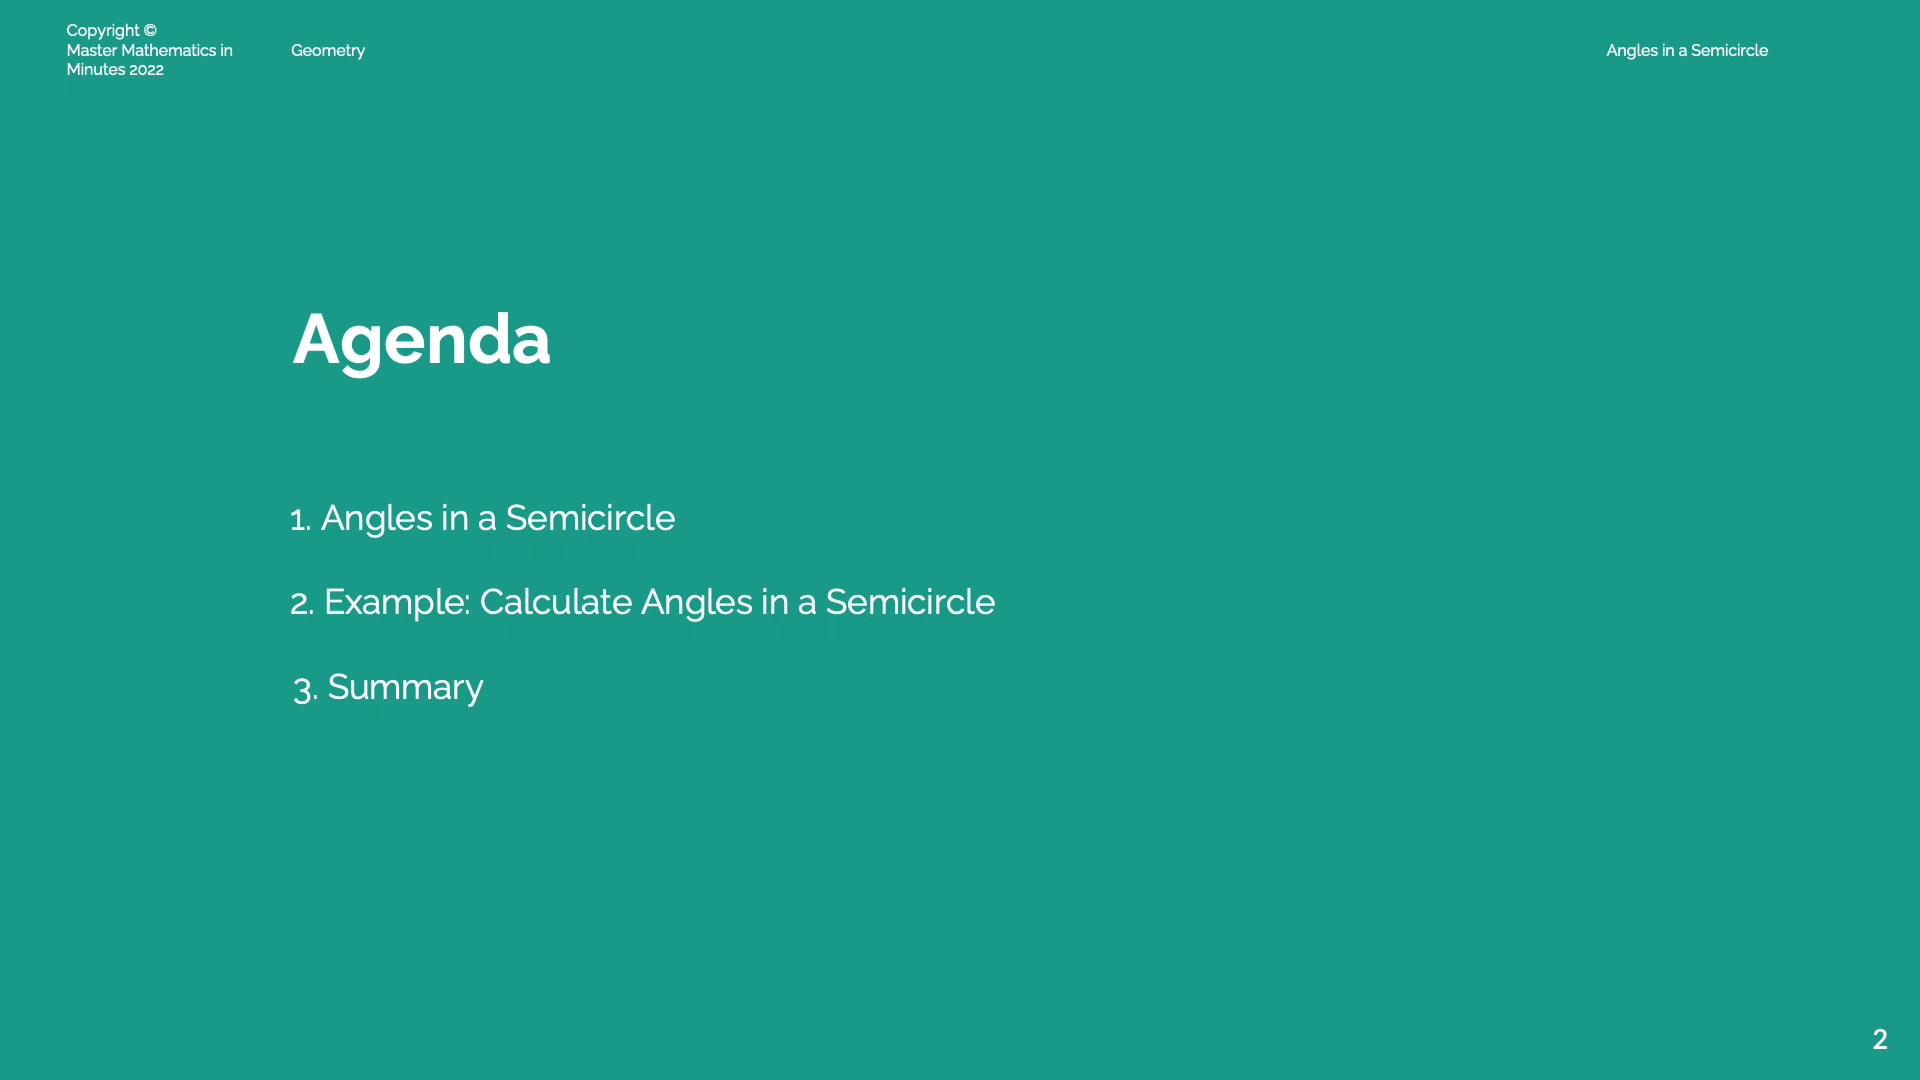 Copyright ©
Master Mathematics in
Minutes 2022
Geometry
Angles in a Semicircle
Agenda
1. Angles in a Semicircle
2. Example: Calculate Angles in a Semicircle
3. Summary
2